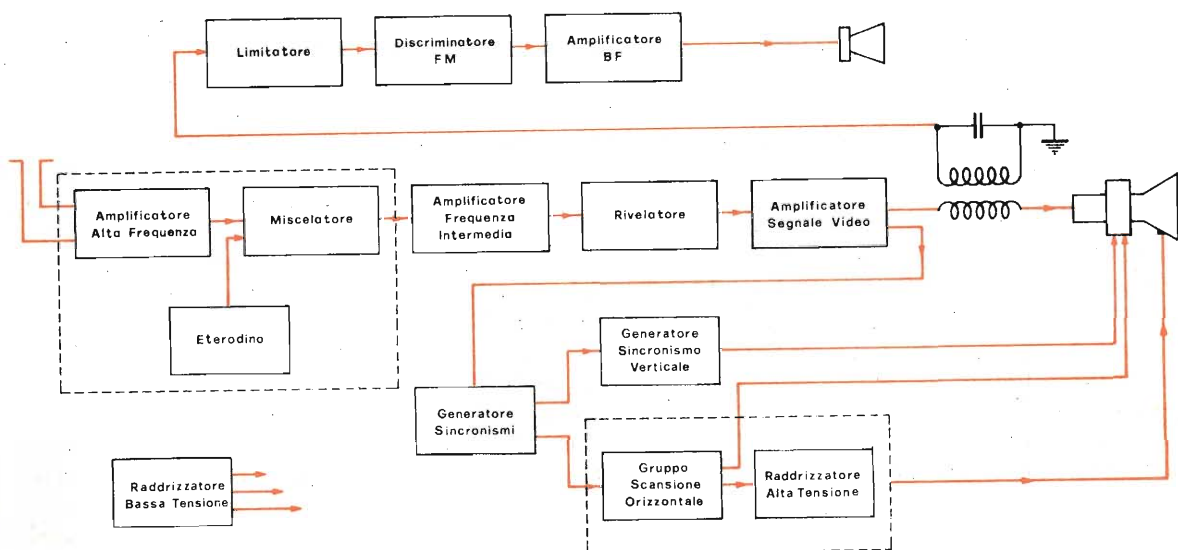 Limitatore
Discriminatore
FM
Amplificatore
BF
Amplificatore
Alta Frequenza
Miscelatore
Amplificatore
Frequenza
Intermedia
Rivelatore
Amplificatore
Segnale Video
Eterodino
Generatore
Sincronismo
Verticale
Generatore
Sincronismi
Raddrizzatore
Bassa Tensione
Gruppo
Scansione
Orizzontale
Raddrizzatore
Alta Tensione